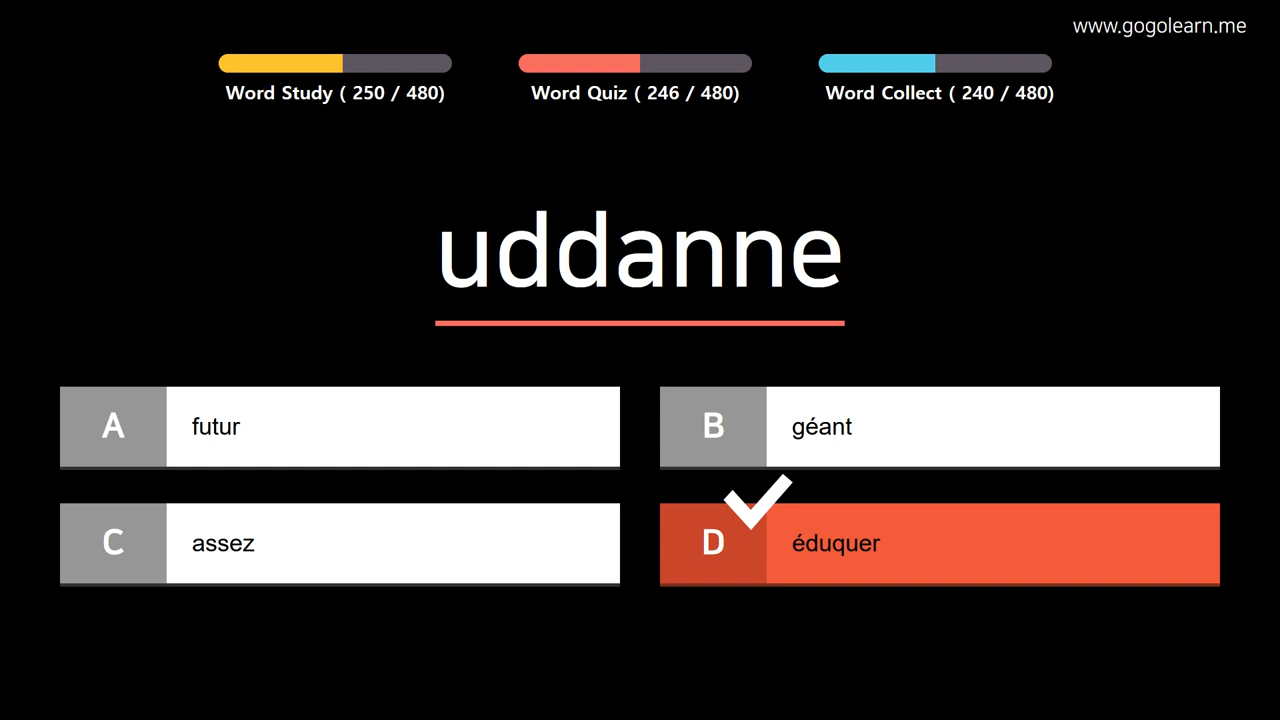 www.gogolearn.me
Word Study ( 250 / 480)
Word Quiz ( 246 / 480)
Word Collect ( 240 / 480)
uddanne
A
futur
B
géant
C
assez
D
éduquer